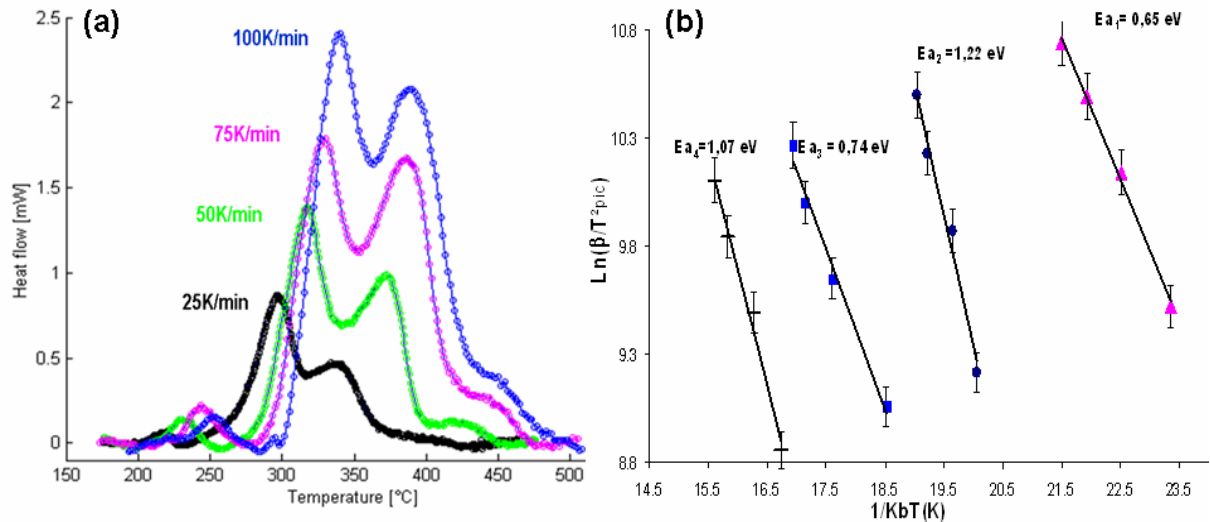 (a)
100K/min
75K/min
50K/min
25K/min
Heat flow [mW]
2.5
2
1.5
1
0.5
0
150 200 250 300 350 400 450 500
Temperature [°C]
(b)
Ea₁= 0,65 eV
Ea₂ =1,22 eV
Ea₃ = 0,74 eV
Ea₄=1,07 eV
Ln(β/T²pic)
10.8
10.3
9.8
9.3
8.8
14.5 15.5 16.5 17.5 18.5 19.5 20.5 21.5 22.5 23.5
1/KbT(K)